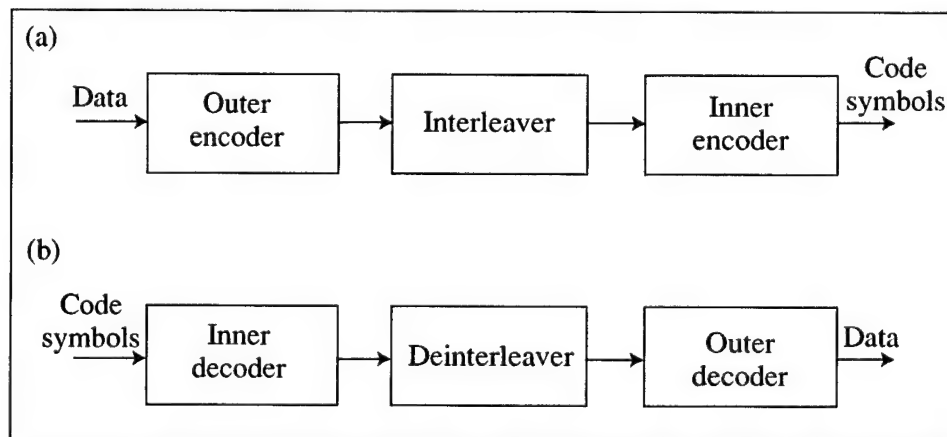 (a)
Data
Outer
encoder
Interleaver
Inner
encoder
Code
symbols
(b)
Code
symbols
Inner
decoder
Deinterleaver
Outer
decoder
Data